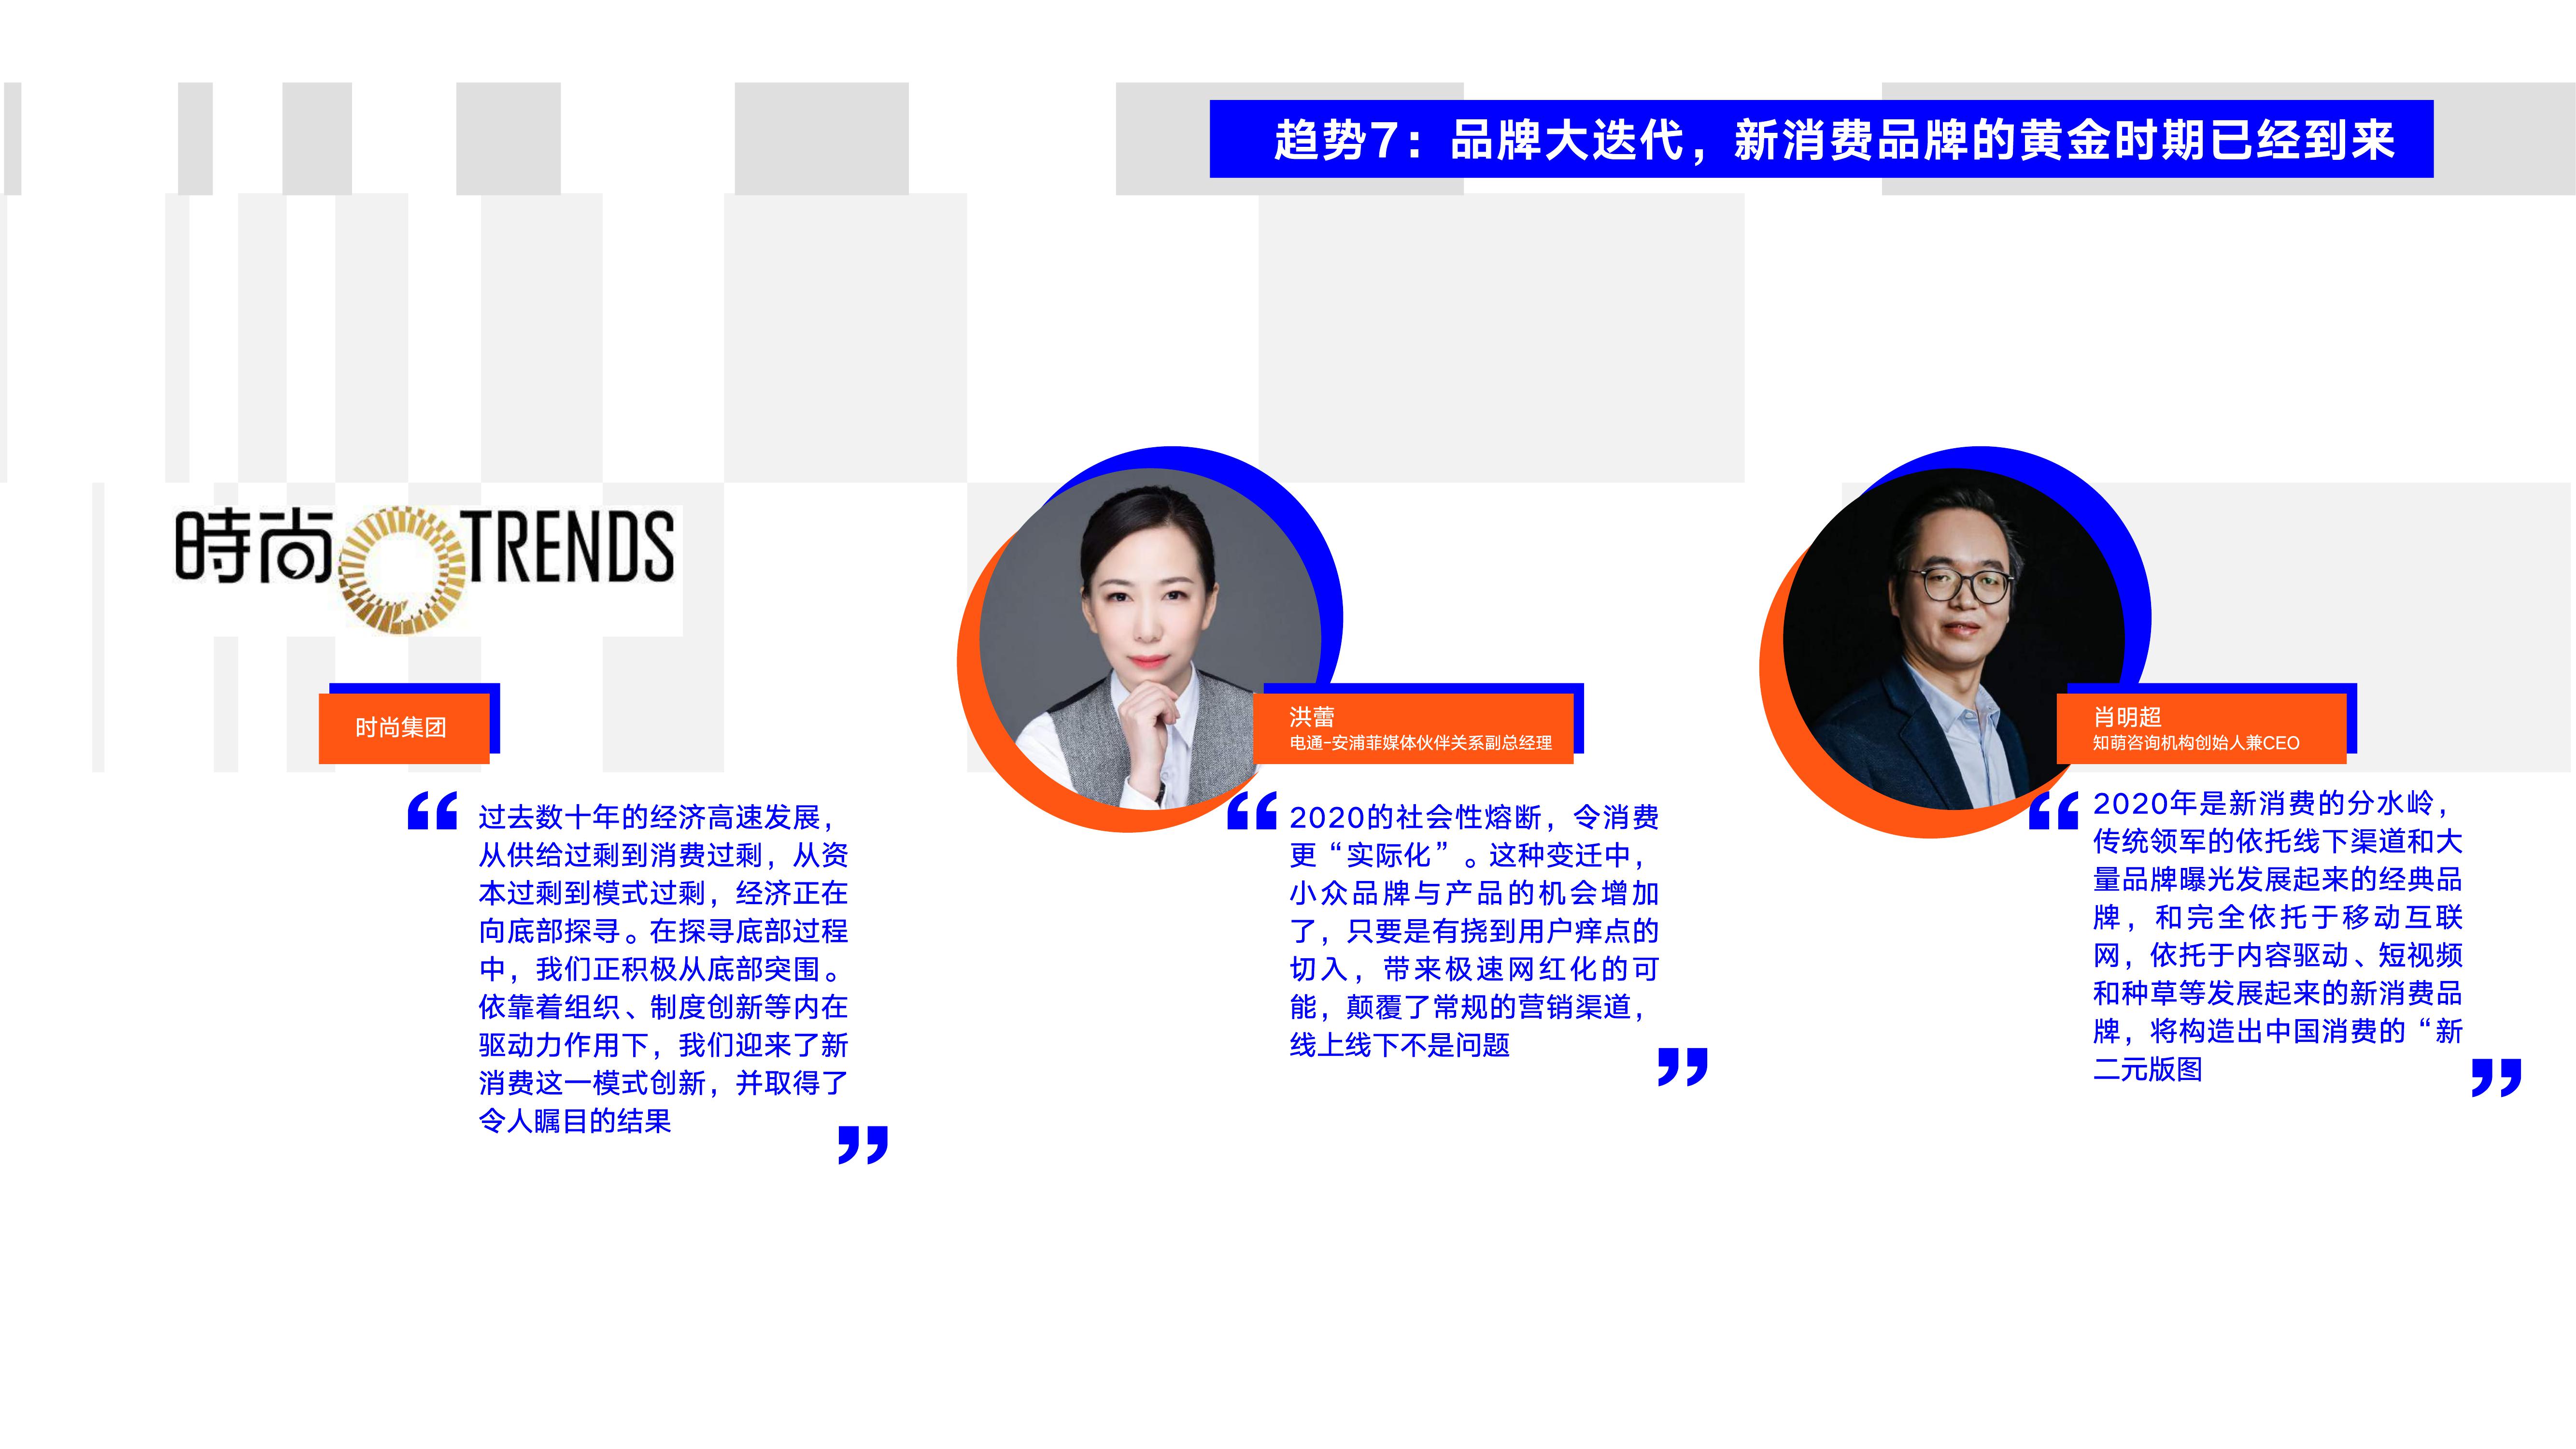 趋势7：品牌大迭代，新消费品牌的黄金时期已经到来
時尚 TRENDS
时尚集团
过去数十年的经济高速发展，
从供给过剩到消费过剩，从资
本过剩到模式过剩，经济正在
向底部探寻。在探寻底部过程
中，我们正积极从底部突围。
依靠着组织、制度创新等内在
驱动力作用下，我们迎来了新
消费这一模式创新，并取得了
令人瞩目的结果
洪蕾
电通-安浦菲媒体伙伴关系副总经理
2020的社会性熔断，令消费
更“实际化”。这种变迁中，
小众品牌与产品的机会增加
了，只要是有挠到用户痒点的
切入，带来极速网红化的可
能，颠覆了常规的营销渠道，
线上线下不是问题
肖明超
知萌咨询机构创始人兼CEO
2020年是新消费的分水岭，
传统领军的依托线下渠道和大
量品牌曝光发展起来的经典品
牌，和完全依托于移动互联
网，依托于内容驱动、短视频
和种草等发展起来的新消费品
牌，将构造出中国消费的“新
二元版图